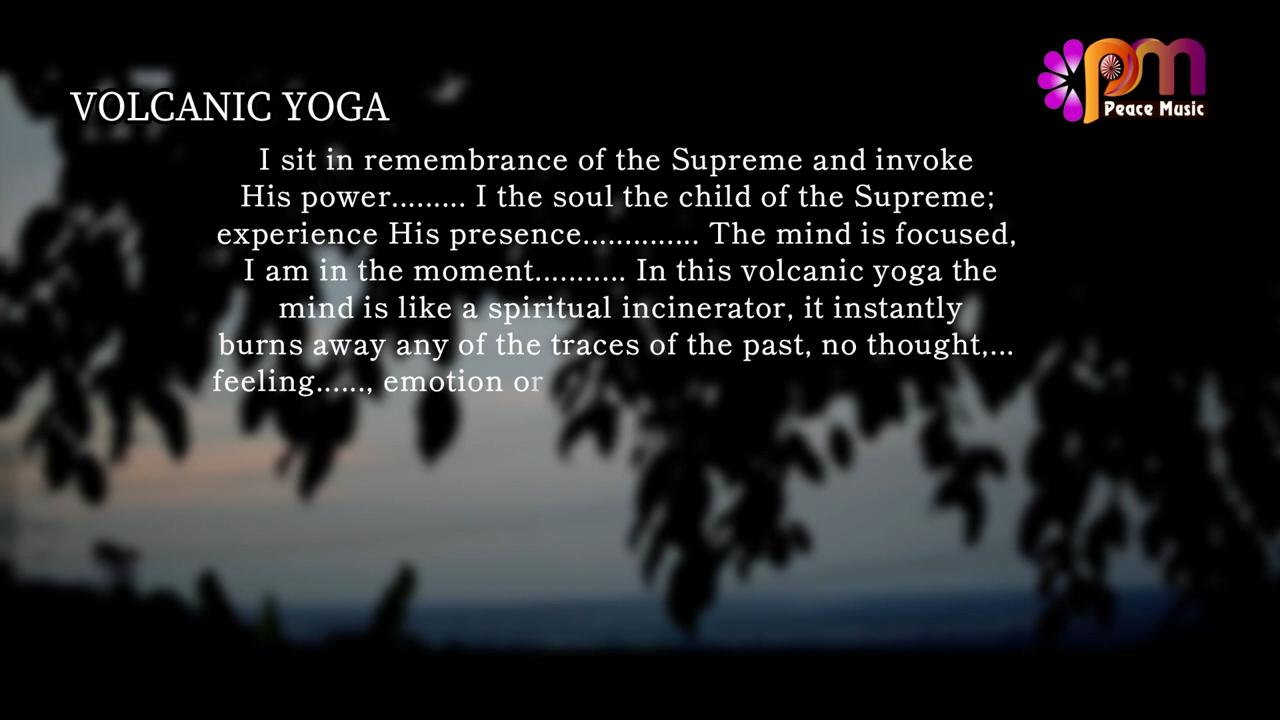 VOLCANIC YOGA
pm
Peace Music
I sit in remembrance of the Supreme and invoke
His power......... I the soul the child of the Supreme;
experience His presence.............. The mind is focused,
I am in the moment........... In this volcanic yoga the
mind is like a spiritual incinerator, it instantly
burns away any of the traces of the past, no thought,...
feeling......, emotion or